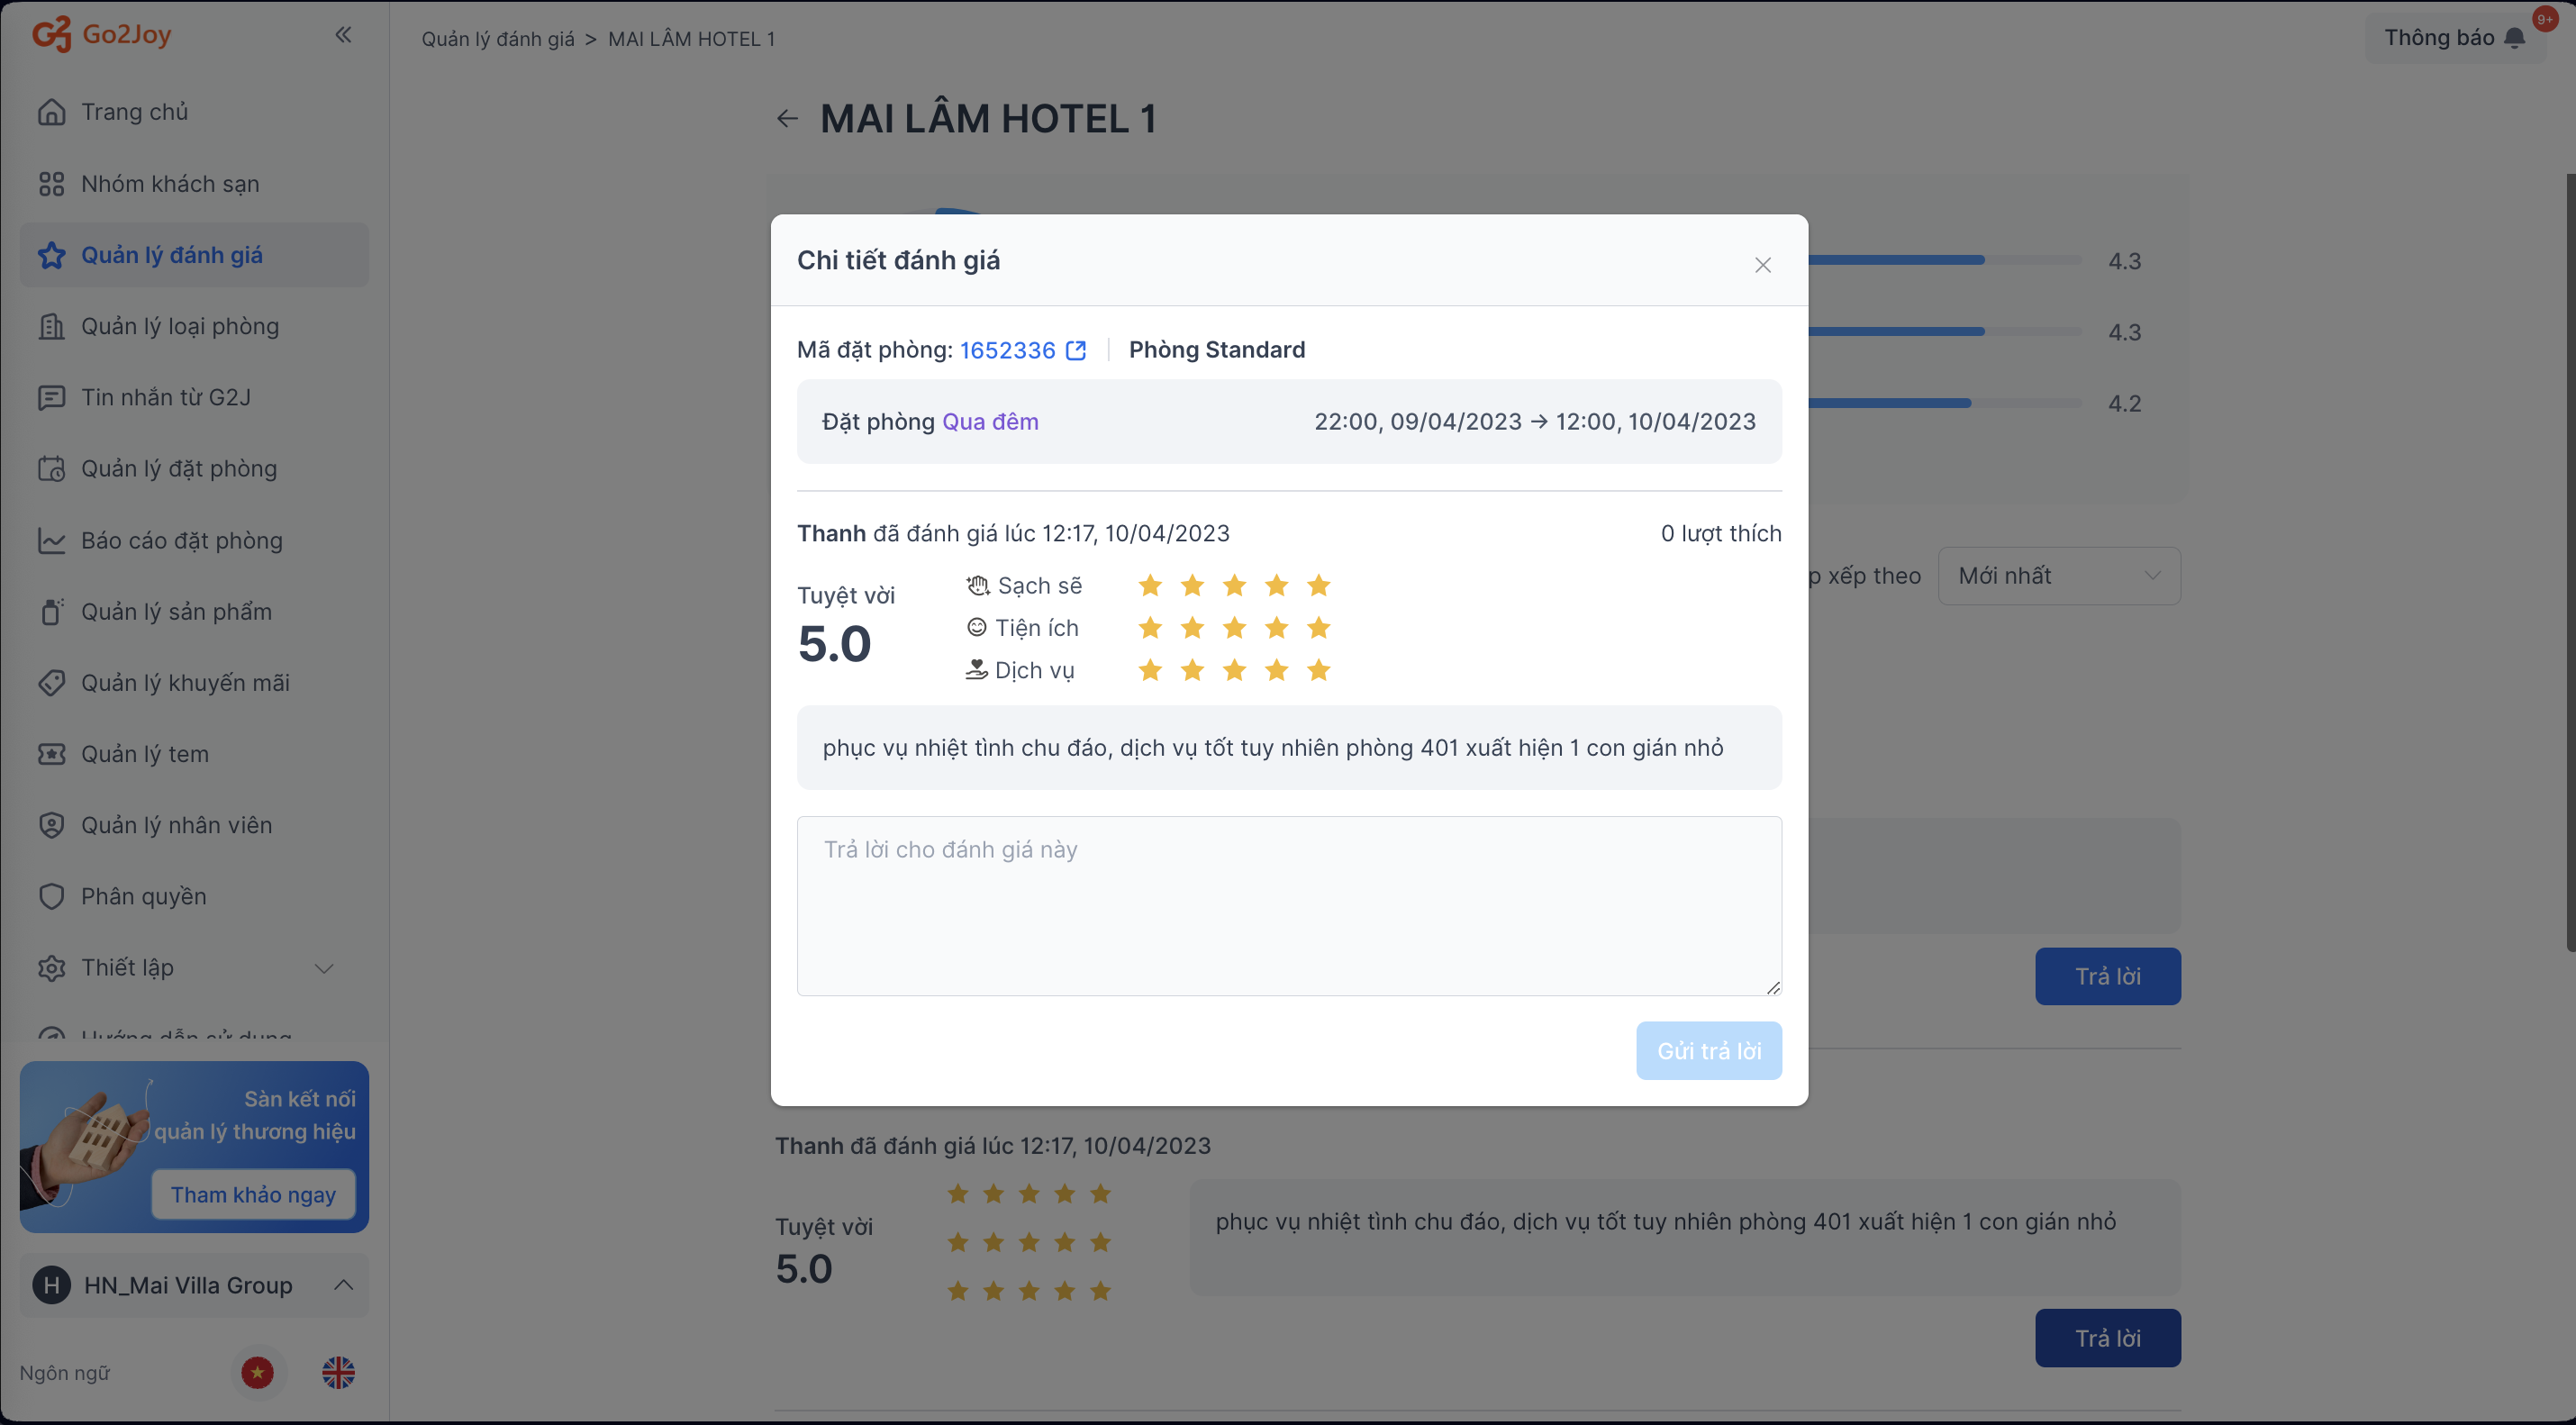 Go2Joy
Trang chủ
Nhóm khách sạn
Quản lý đánh giá
Quản lý loại phòng
Tin nhắn từ G2J
Quản lý đặt phòng
Báo cáo đặt phòng
Quản lý sản phẩm
Quản lý khuyến mãi
Quản lý tem
Quản lý nhân viên
Phân quyền
Thiết lập
Hướng dẫn sử dụng
Sàn kết nối
quản lý thương hiệu
Tham khảo ngay
H HN_Mai Villa Group
Ngôn ngữ
Quản lý đánh giá > MAI LÂM HOTEL 1
Thông báo 9+
← MAI LÂM HOTEL 1
4.3
4.3
4.2
p xếp theo Mới nhất
Chi tiết đánh giá
Mã đặt phòng: 1652336 Phòng Standard
Đặt phòng Qua đêm 22:00, 09/04/2023 → 12:00, 10/04/2023
Thanh đã đánh giá lúc 12:17, 10/04/2023 0 lượt thích
Tuyệt vời
5.0
Sạch sẽ
Tiện ích
Dịch vụ
phục vụ nhiệt tình chu đáo, dịch vụ tốt tuy nhiên phòng 401 xuất hiện 1 con gián nhỏ
Trả lời cho đánh giá này
Gửi trả lời
Trả lời
Thanh đã đánh giá lúc 12:17, 10/04/2023
Tuyệt vời
5.0
phục vụ nhiệt tình chu đáo, dịch vụ tốt tuy nhiên phòng 401 xuất hiện 1 con gián nhỏ
Trả lời